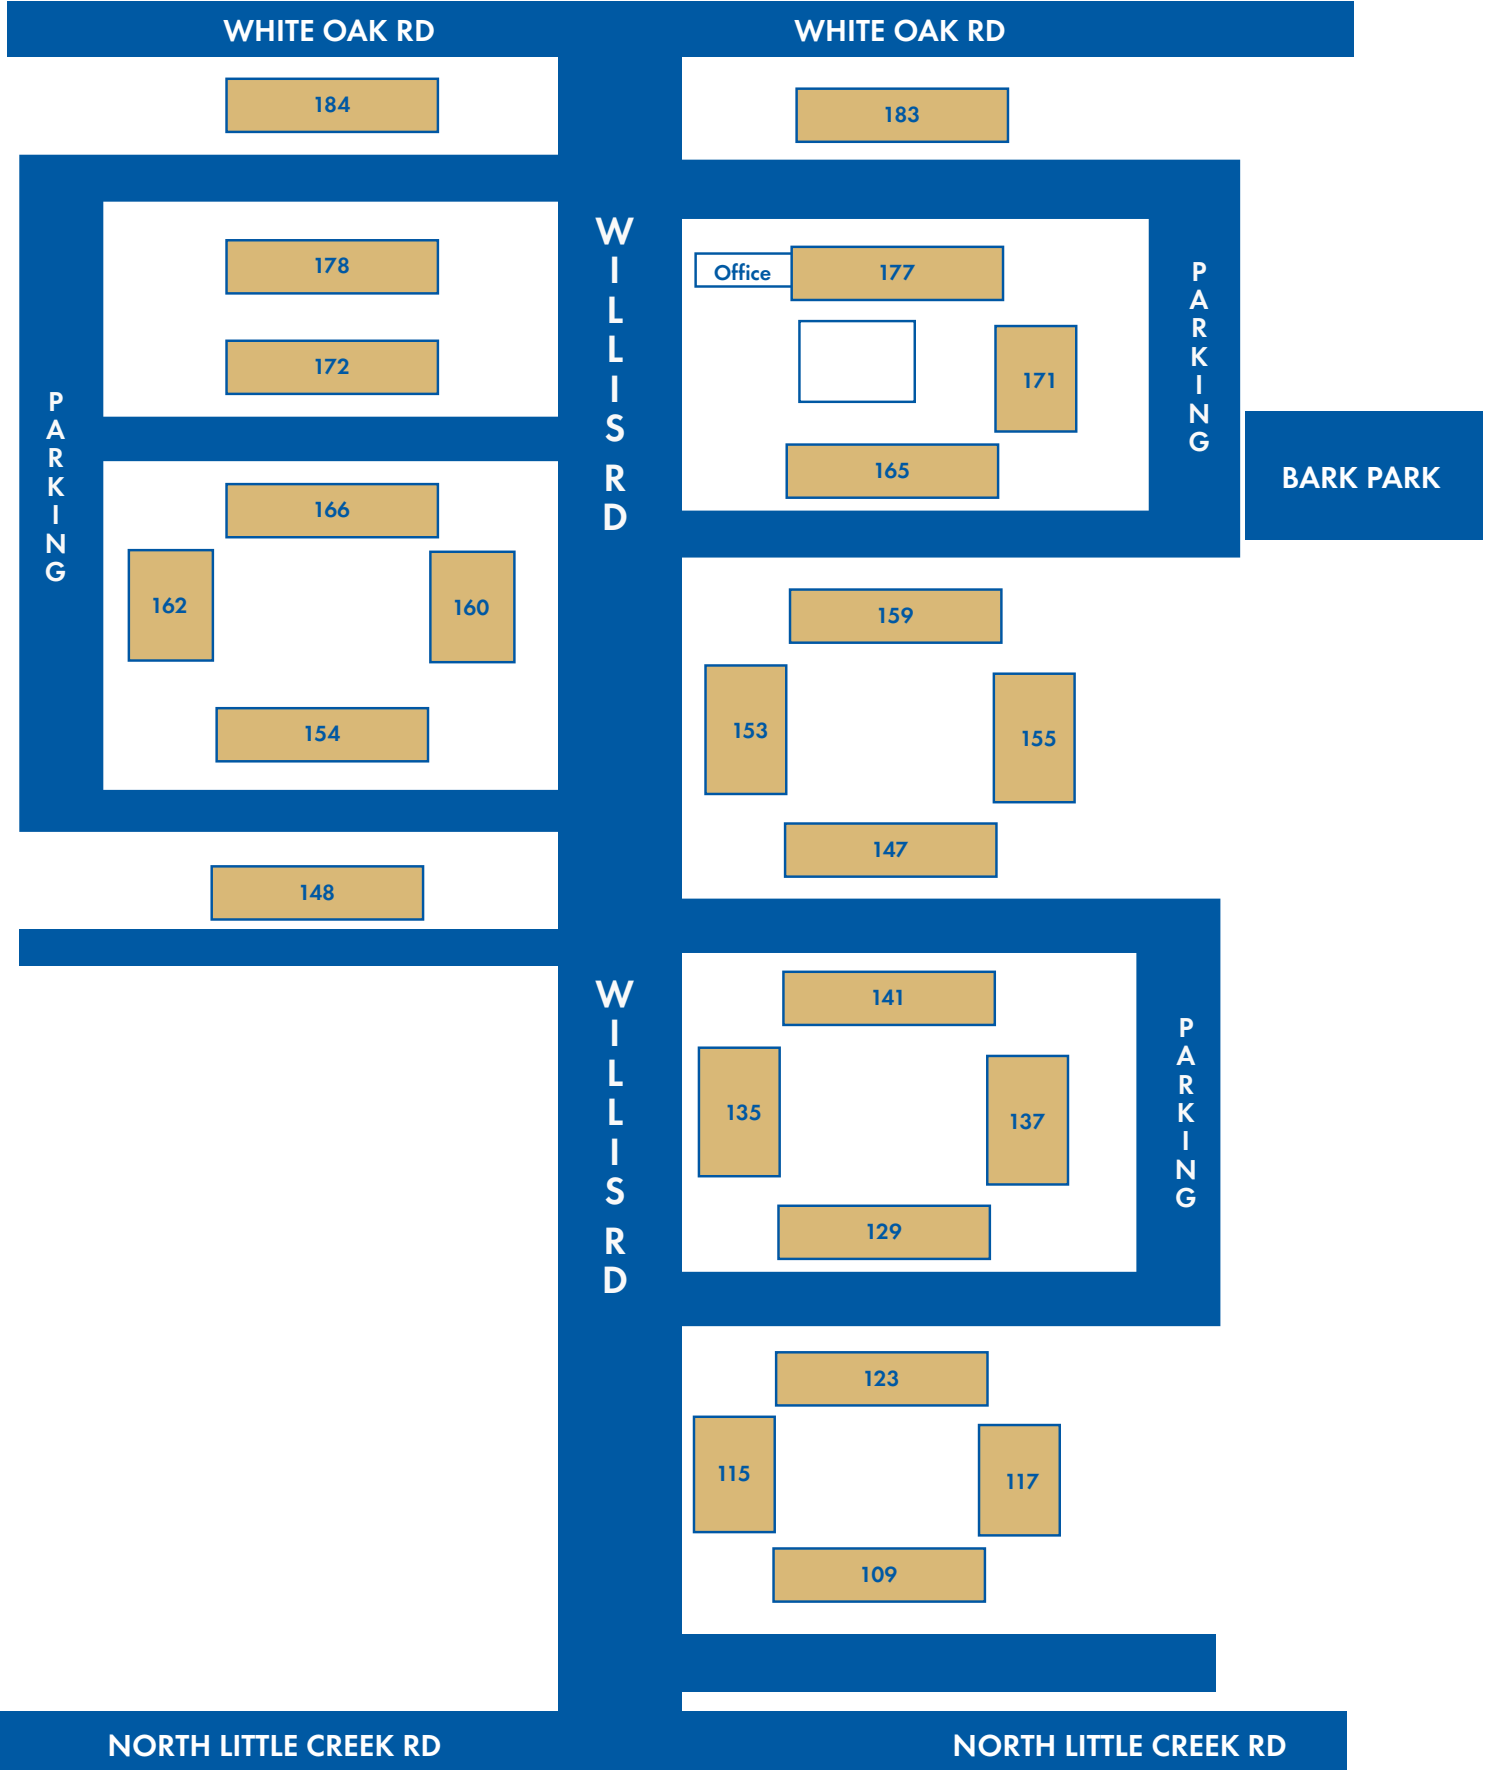 WHITE OAK RD
WHITE OAK RD
184
183
178
Office
177
172
171
165
WILLIS RD
PARKING
PARKING
BARK PARK
166
162
160
154
159
153
155
147
148
WILLIS RD
141
135
137
129
PARKING
123
115
117
109
NORTH LITTLE CREEK RD
NORTH LITTLE CREEK RD